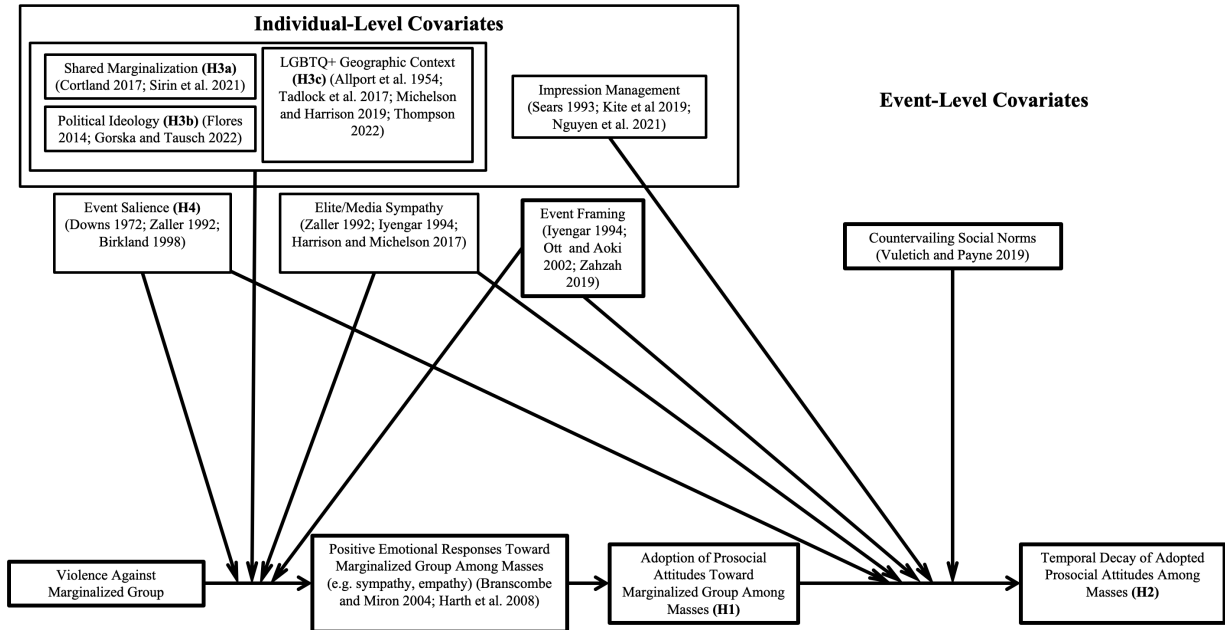 Individual-Level Covariates
Shared Marginalization (H3a)
(Cortland 2017; Sirin et al. 2021)
Political Ideology (H3b) (Flores
2014; Gorska and Tausch 2022)
LGBTQ+ Geographic Context
(H3c) (Allport et al. 1954;
Tadlock et al. 2017; Michelson
and Harrison 2019; Thompson
2022)
Impression Management
(Sears 1993; Kite et al 2019;
Nguyen et al. 2021)
Event-Level Covariates
Event Salience (H4)
(Downs 1972; Zaller 1992;
Birkland 1998)
Elite/Media Sympathy
(Zaller 1992; Iyengar 1994;
Harrison and Michelson 2017)
Event Framing
(Iyengar 1994;
Ott and Aoki
2002; Zahzah
2019)
Countervailing Social Norms
(Vuletich and Payne 2019)
Violence Against
Marginalized Group
Positive Emotional Responses Toward
Marginalized Group Among Masses
(e.g. sympathy, empathy) (Branscombe
and Miron 2004; Harth et al. 2008)
Adoption of Prosocial
Attitudes Toward
Marginalized Group Among
Masses (H1)
Temporal Decay of Adopted
Prosocial Attitudes Among
Masses (H2)